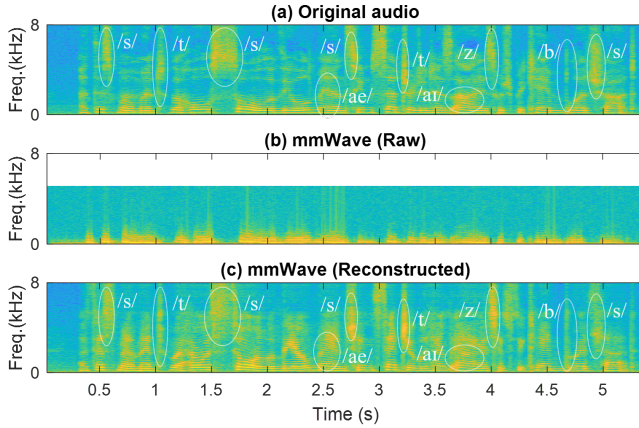 (a) Original audio
8
Freq.(kHz)
0
/s/ /t/ /s/ /s/ /ae/ /t/ /aɪ/ /z/ /b/ /s/
(b) mmWave (Raw)
8
Freq.(kHz)
0
(c) mmWave (Reconstructed)
8
Freq.(kHz)
0
/s/ /t/ /s/ /s/ /ae/ /t/ /aɪ/ /z/ /b/ /s/
0.5 1 1.5 2 2.5 3 3.5 4 4.5 5
Time (s)